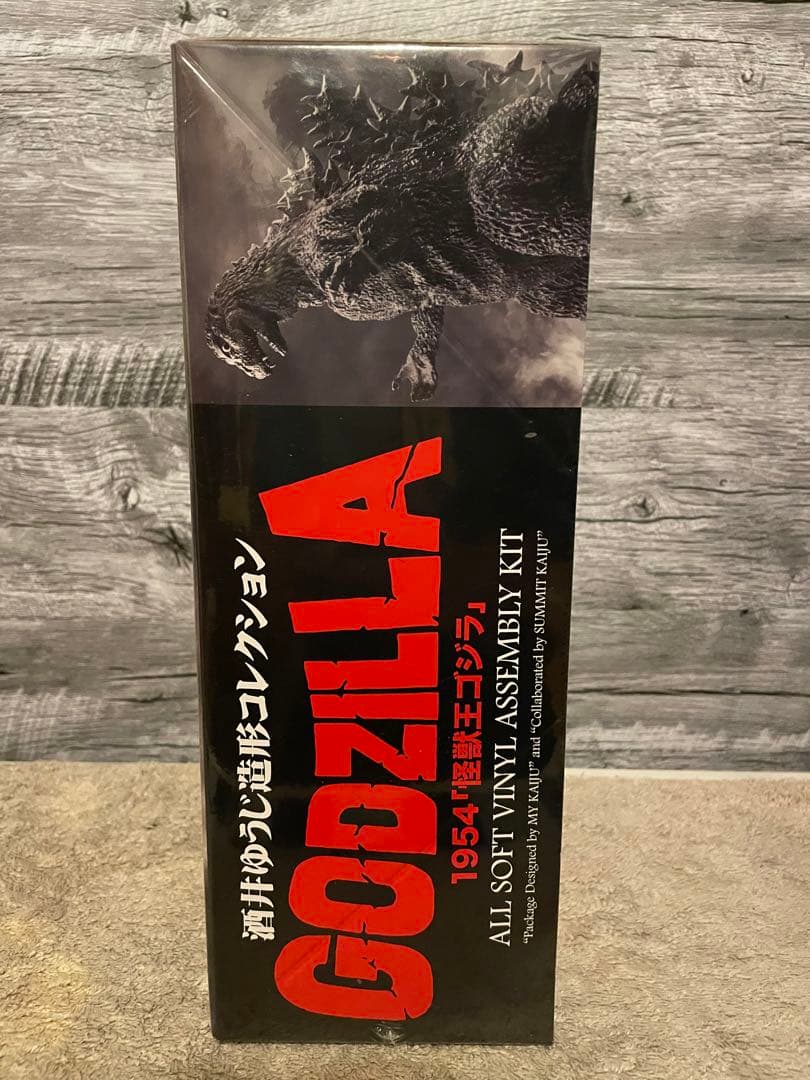 酒井ゆうじ造形コレクション
GODZILLA
1954「怪獣王ゴジラ」
ALL SOFT VINYL ASSEMBLY KIT
“Package Designed by MY KAIJU” and “Collaborated by SUMMIT KAIJU”